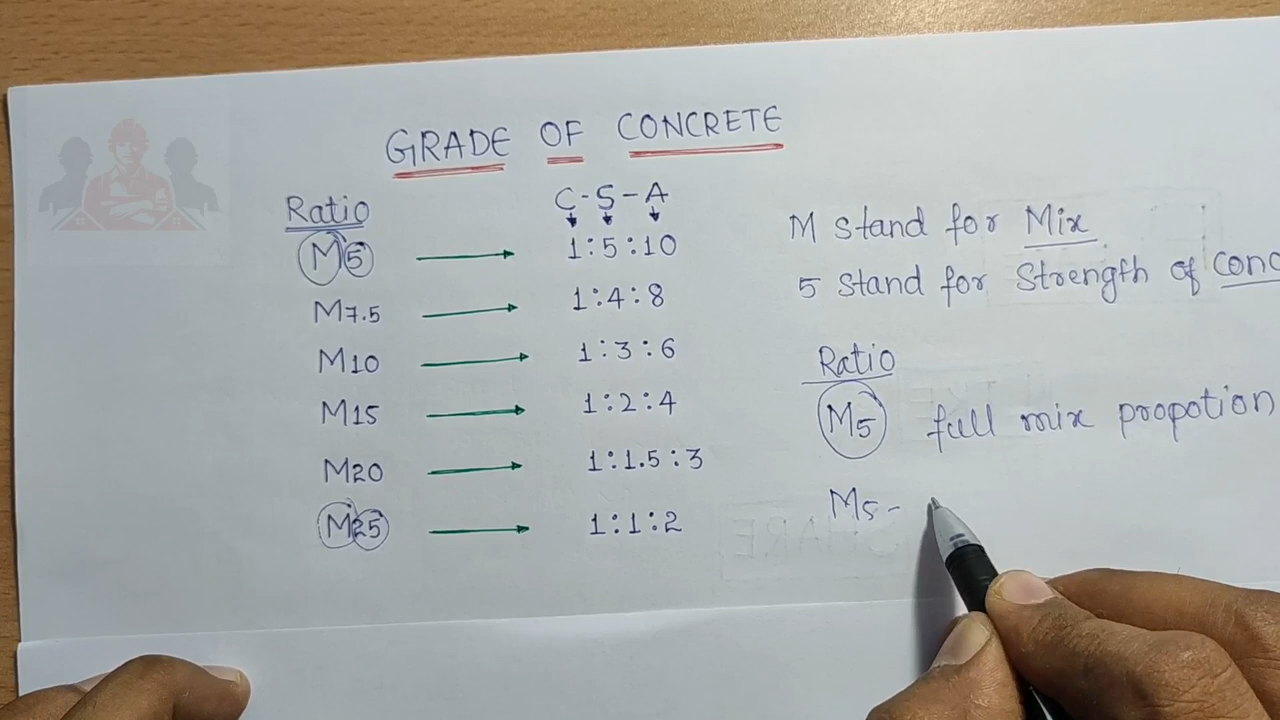 GRADE OF CONCRETE
Ratio
C-S-A
M5 1:5:10
M7.5 1:4:8
M10 1:3:6
M15 1:2:4
M20 1:1.5:3
M25 1:1:2
M stand for Mix
5 stand for Strength of
Ratio
M5 full mix propotion
M5-